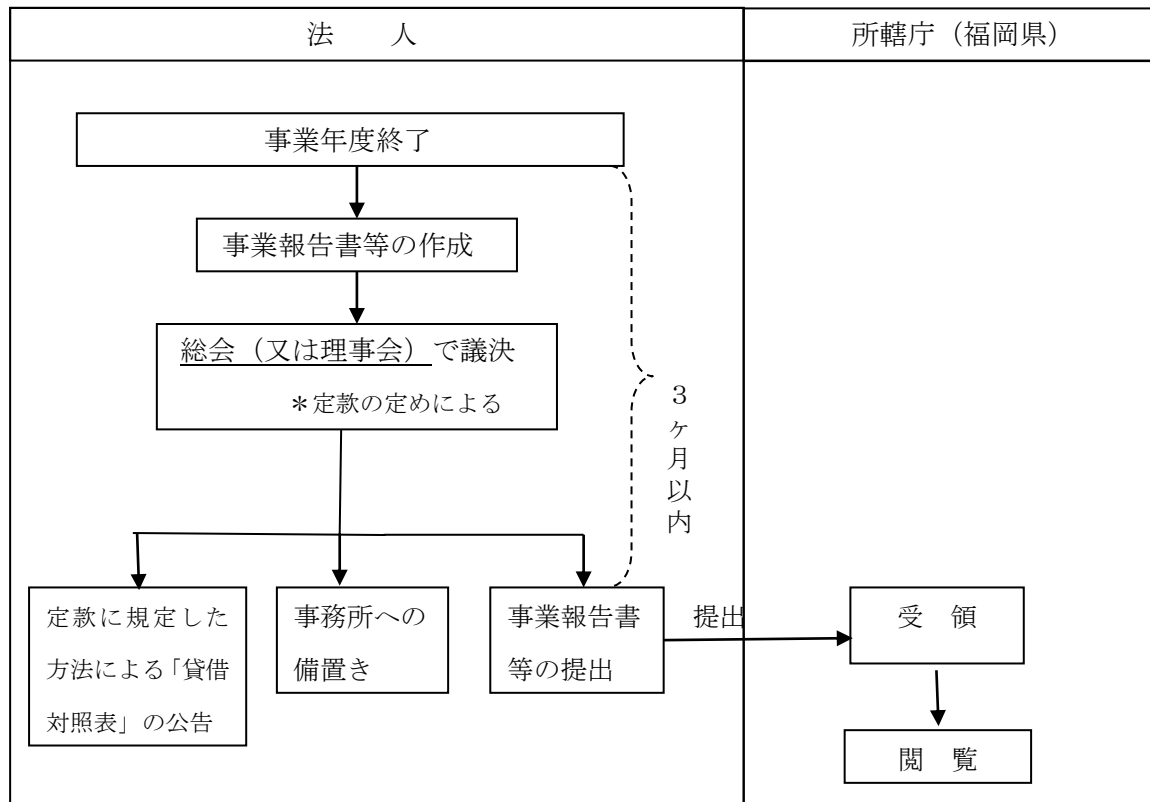 法　　人
所轄庁（福岡県）
事業年度終了
事業報告書等の作成
総会（又は理事会）で議決
＊定款の定めによる
３ヶ月以内
定款に規定した
方法による「貸借
対照表」の公告
事務所への
備置き
事業報告書
等の提出
提出
受　領
閲　覧